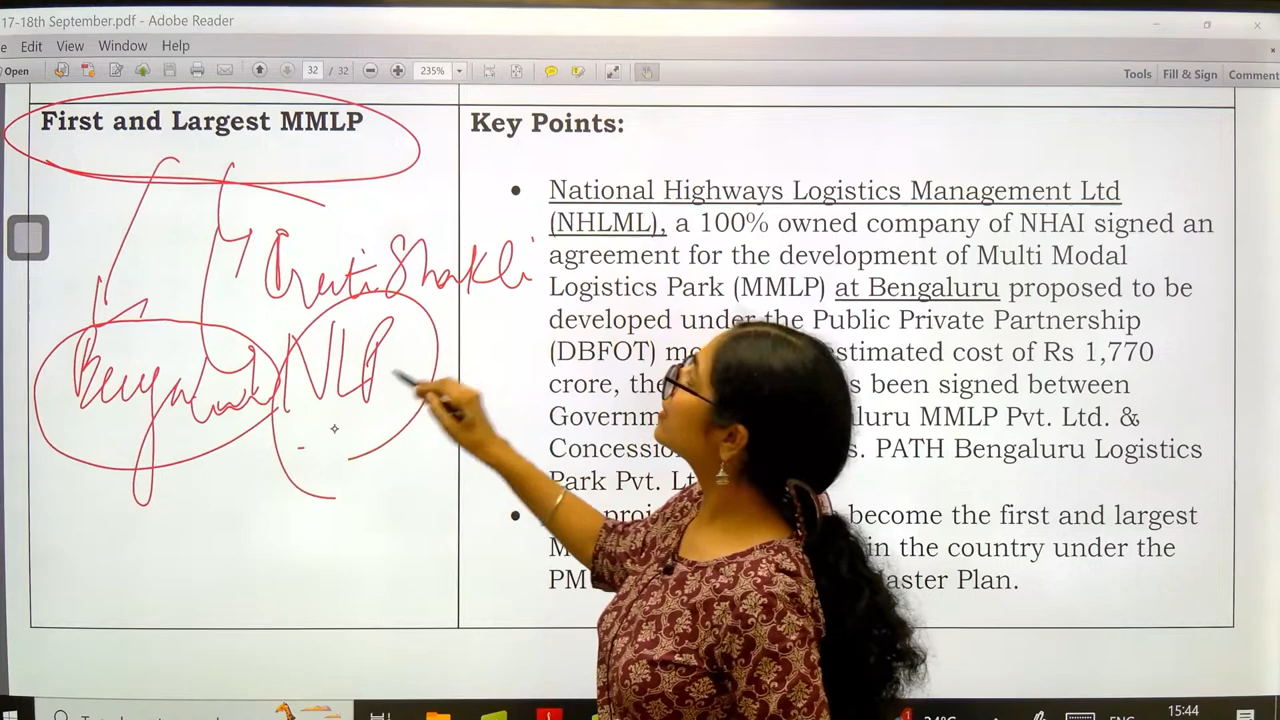 17-18th September.pdf - Adobe Reader
e Edit View Window Help
Open 32 / 32 235% Tools Fill & Sign Comment
First and Largest MMLP
Shakti
NLP
Key Points:
• National Highways Logistics Management Ltd
(NHLML), a 100% owned company of NHAI signed an
agreement for the development of Multi Modal
Logistics Park (MMLP) at Bengaluru proposed to be
developed under the Public Private Partnership
(DBFOT) estimated cost of Rs 1,770
crore, the s been signed between
Governm luru MMLP Pvt. Ltd. &
Concessio s. PATH Bengaluru Logistics
Park Pvt. Lt
• proj become the first and largest
M in the country under the
PM Master Plan.
15:44